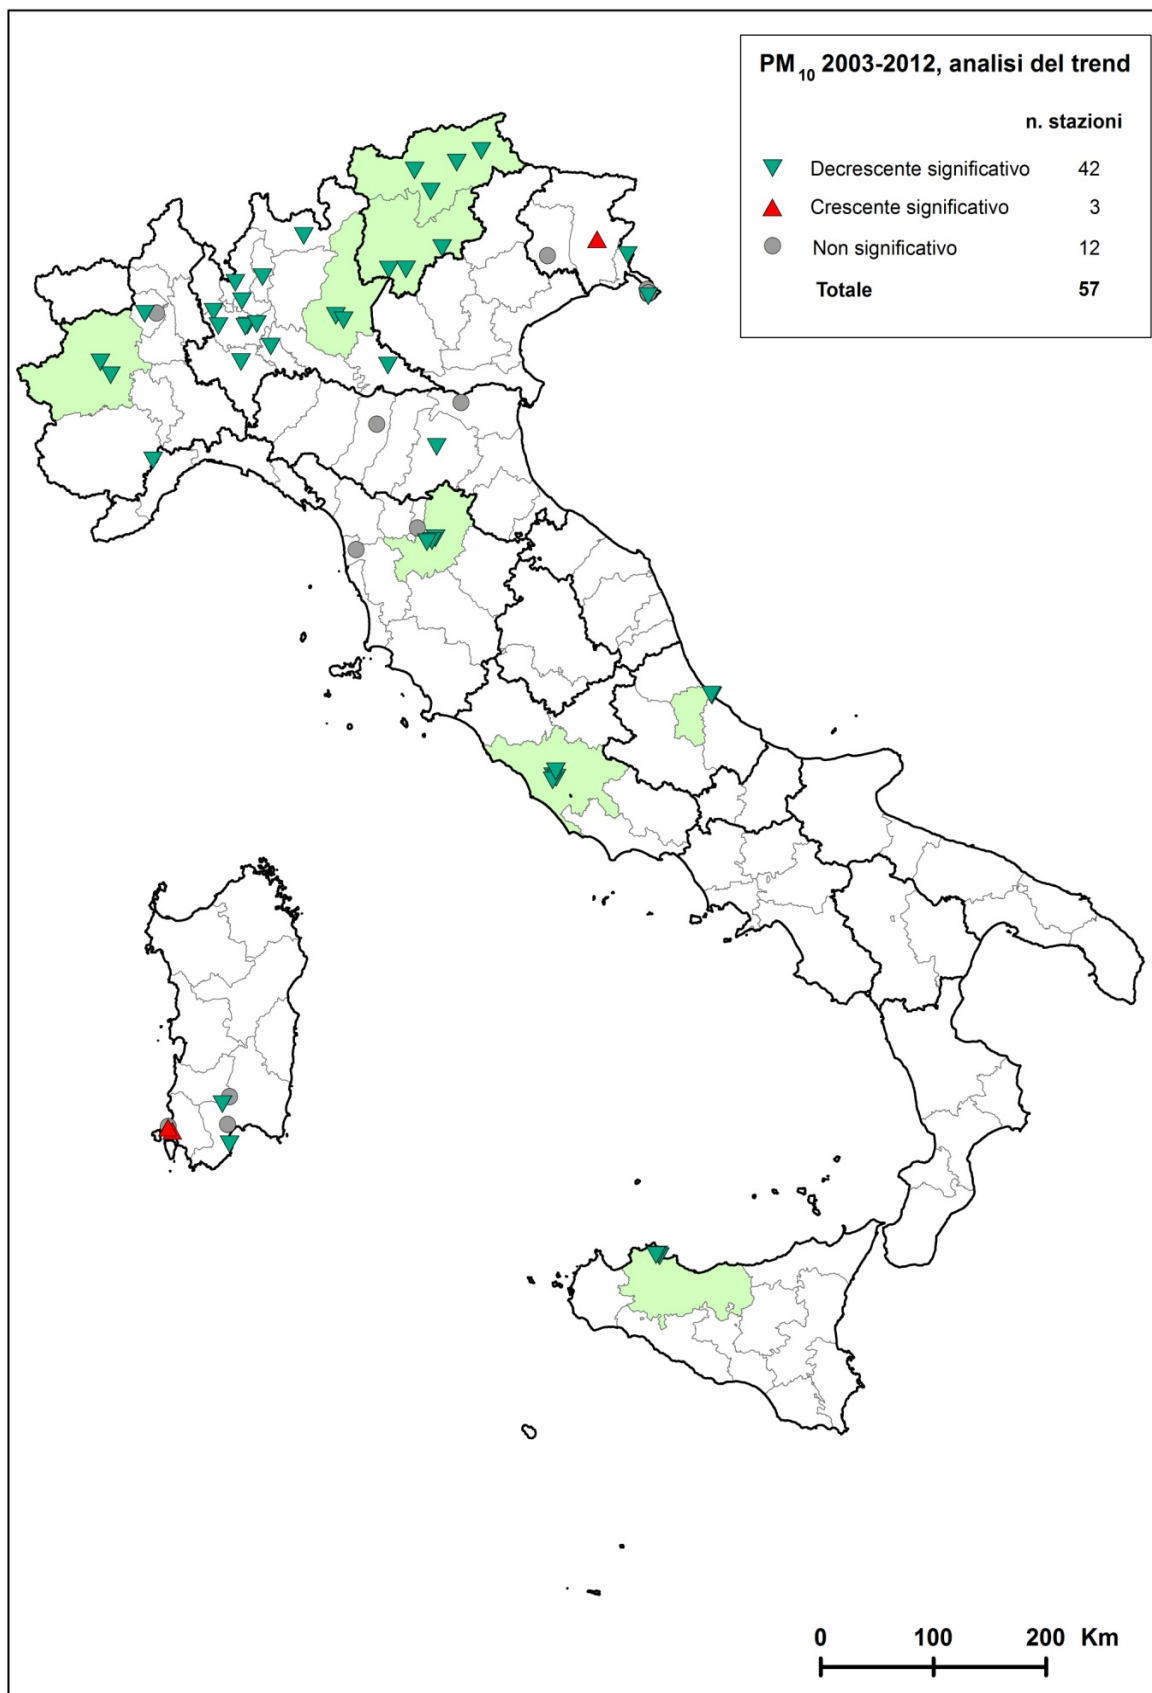 PM10 2003-2012, analisi del trend
n. stazioni
Decrescente significativo 42
Crescente significativo 3
Non significativo 12
Totale 57
0 100 200 Km